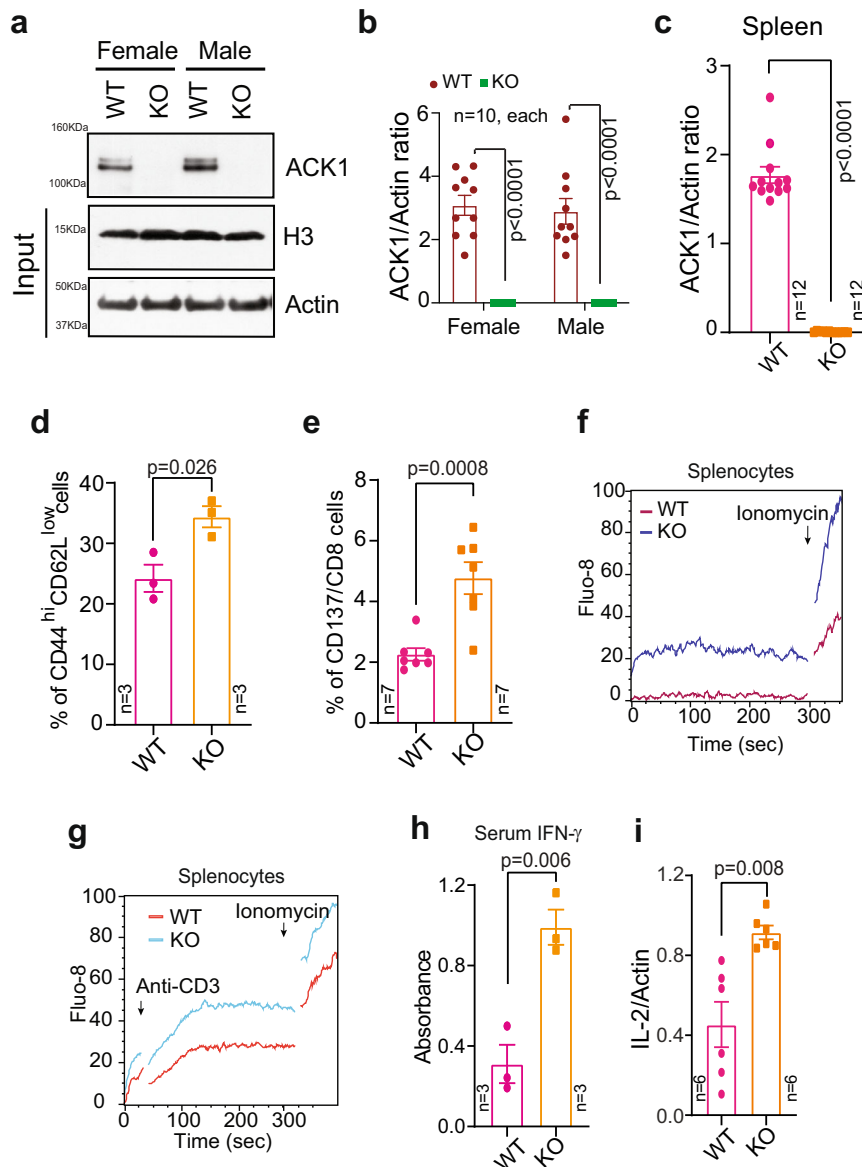 a
Female Male
WT KO WT KO
160KDa
100KDa
ACK1
Input
15KDa
H3
50KDa
37KDa
Actin
b
WT KO
n=10, each
ACK1/Actin ratio
6
4
2
0
p<0.0001
p<0.0001
Female Male
c
Spleen
ACK1/Actin ratio
3
2
1
0
p<0.0001
n=12
n=12
WT KO
d
p=0.026
% of CD44 hi CD62L low cells
40
30
20
10
0
n=3
n=3
WT KO
e
p=0.0008
% of CD137/CD8 cells
8
6
4
2
0
n=7
n=7
WT KO
f
Splenocytes
WT
KO
Ionomycin
Fluo-8
100
80
60
40
20
0
0 100 200 300
Time (sec)
g
Splenocytes
WT
KO
Ionomycin
Anti-CD3
Fluo-8
100
80
60
40
20
0
0 100 200 300
Time (sec)
h
Serum IFN-γ
p=0.006
Absorbance
1.2
0.8
0.4
0.0
n=3
n=3
WT KO
i
p=0.008
IL-2/Actin
1.2
0.8
0.4
0.0
n=6
n=6
WT KO